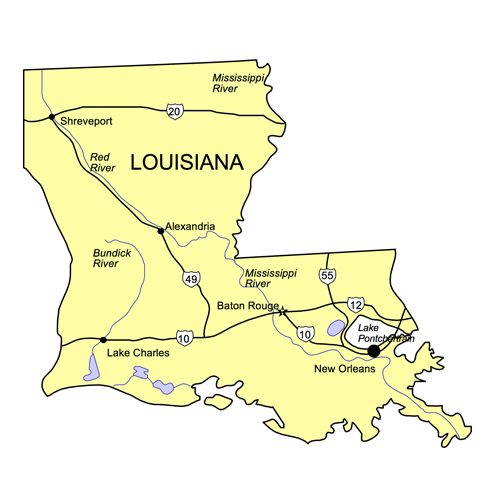 Mississippi
River
20
Shreveport
Red
River
LOUISIANA
Alexandria
Bundick
River
49
Mississippi
River
55
Baton Rouge
12
10
10
Lake
Pontchartrain
Lake Charles
New Orleans